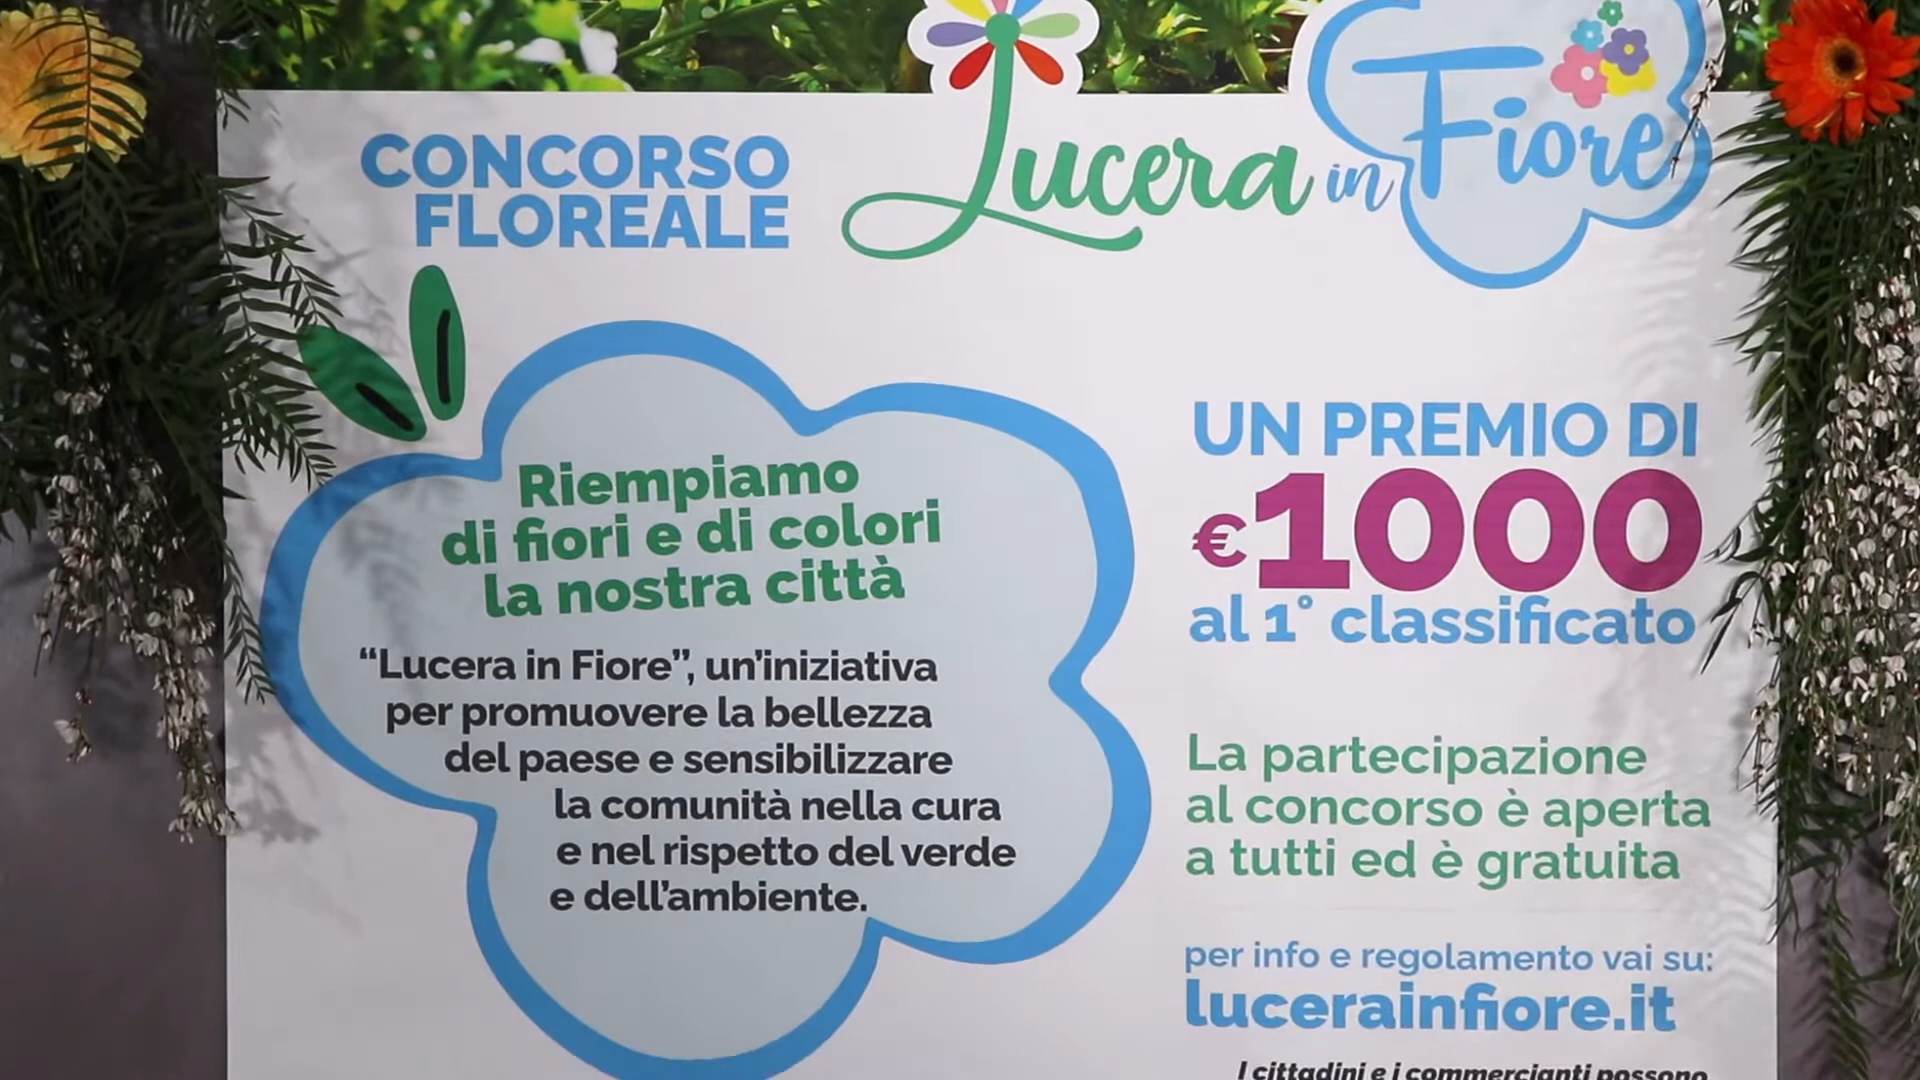 CONCORSO
FLOREALE
Lucera in Fiore
Riempiamo
di fiori e di colori
la nostra città
“Lucera in Fiore”, un’iniziativa
per promuovere la bellezza
del paese e sensibilizzare
la comunità nella cura
e nel rispetto del verde
e dell’ambiente.
UN PREMIO DI
€1000
al 1° classificato
La partecipazione
al concorso è aperta
a tutti ed è gratuita
per info e regolamento vai su:
lucerainfiore.it
I cittadini e i commercianti possono